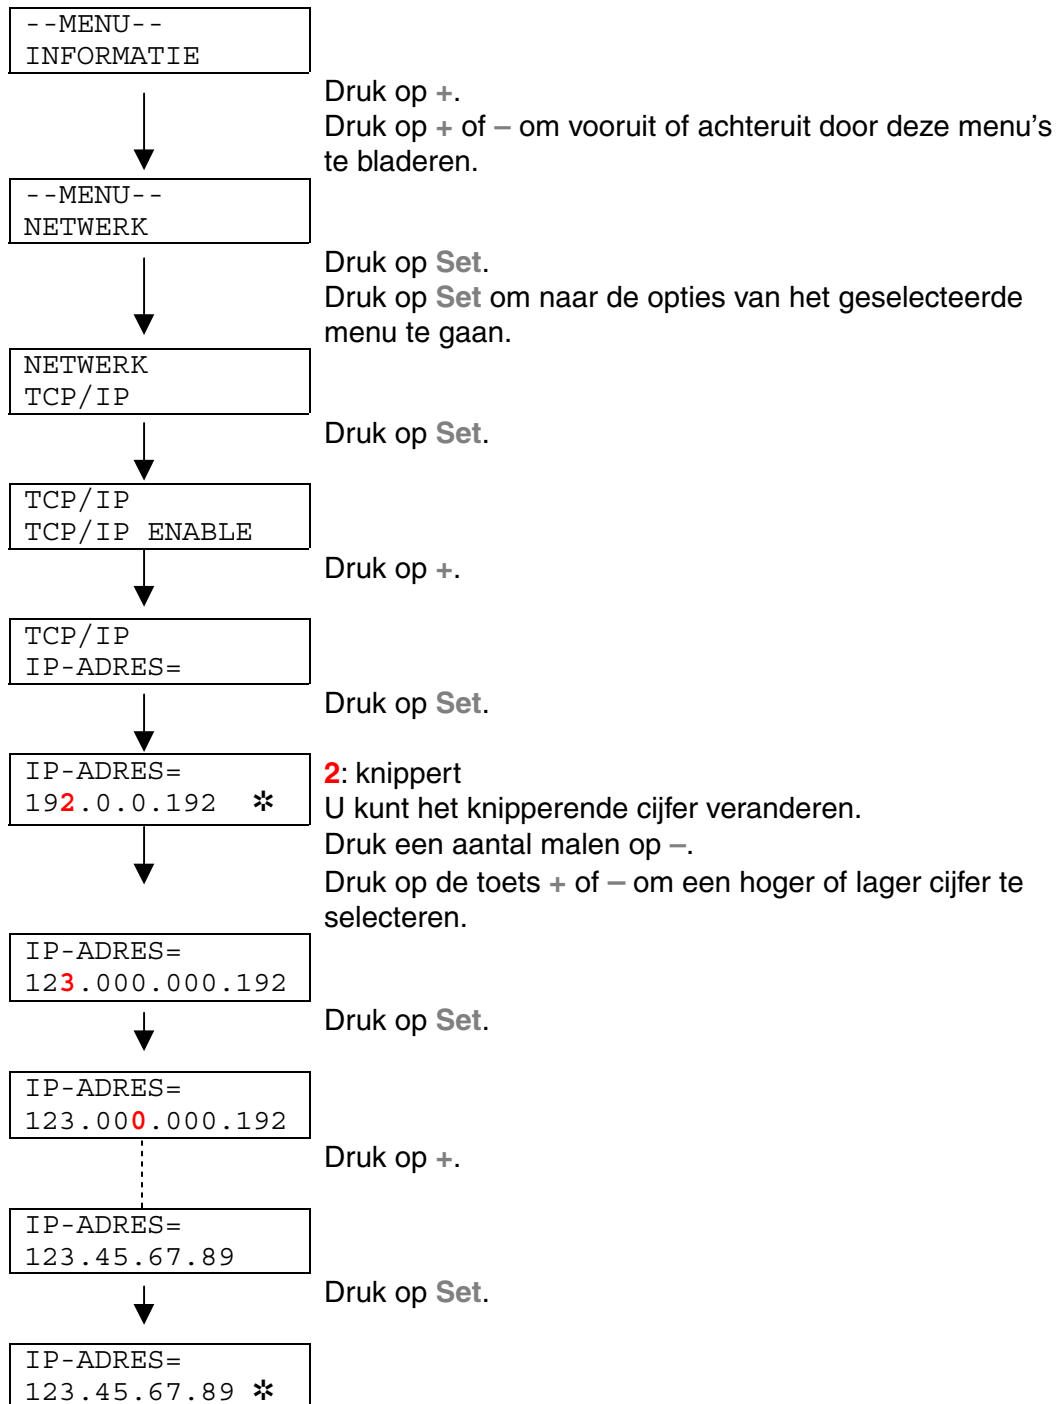 --MENU--
INFORMATIE
Druk op +.
Druk op + of – om vooruit of achteruit door deze menu’s
te bladeren.
--MENU--
NETWERK
Druk op Set.
Druk op Set om naar de opties van het geselecteerde
menu te gaan.
NETWERK
TCP/IP
Druk op Set.
TCP/IP
TCP/IP ENABLE
Druk op +.
TCP/IP
IP-ADRES=
Druk op Set.
IP-ADRES=
192.0.0.192 ✲
2: knippert
U kunt het knipperende cijfer veranderen.
Druk een aantal malen op –.
Druk op de toets + of – om een hoger of lager cijfer te
selecteren.
IP-ADRES=
123.000.000.192
Druk op Set.
IP-ADRES=
123.000.000.192
Druk op +.
IP-ADRES=
123.45.67.89
Druk op Set.
IP-ADRES=
123.45.67.89 ✲